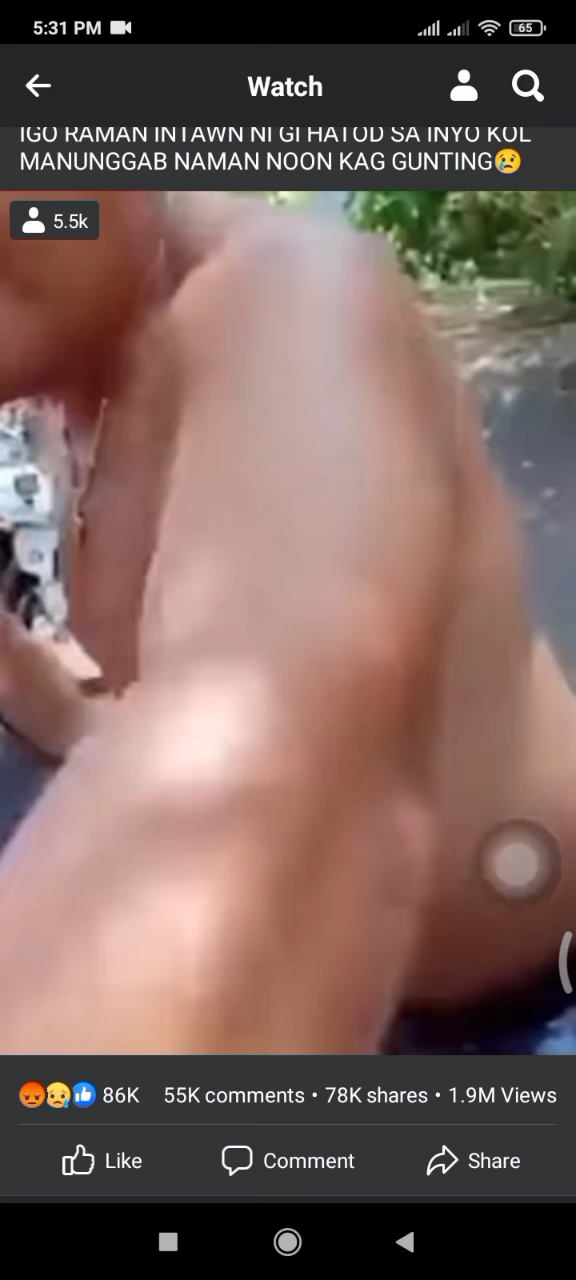 5:31 PM
65
Watch
IGO RAMAN INTAWN NI GI HATOD SA INYO KOL
MANUNGGAB NAMAN NOON KAG GUNTING😢
5.5k
86K 55K comments • 78K shares • 1.9M Views
Like Comment Share